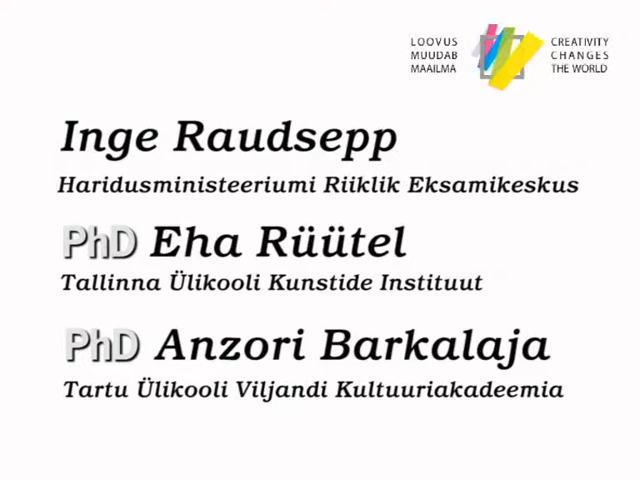 LOOVUS
MUUDAB
MAAILMA
CREATIVITY
CHANGES
THE WORLD
Inge Raudsepp
Haridusministeeriumi Riiklik Eksamikeskus
PhD Eha Rüütel
Tallinna Ülikooli Kunstide Instituut
PhD Anzori Barkalaja
Tartu Ülikooli Viljandi Kultuuriakadeemia